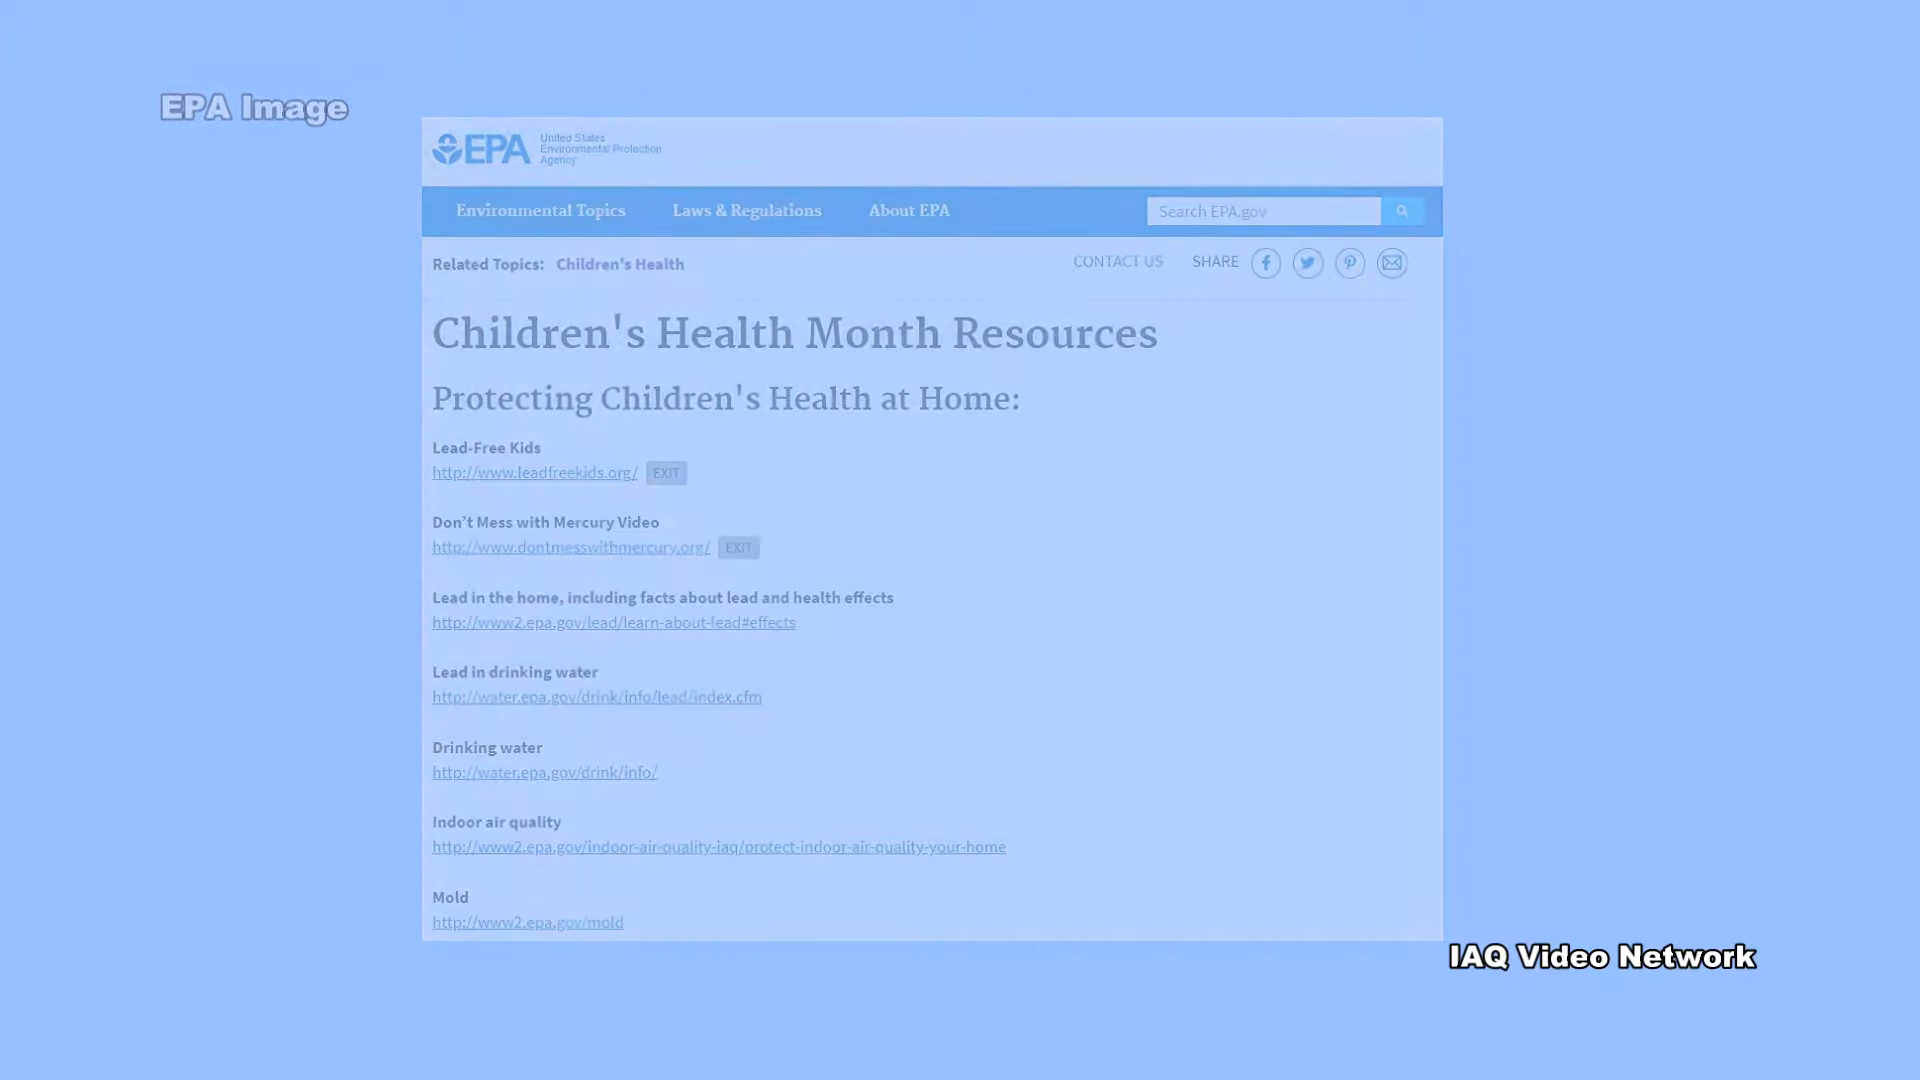 EPA Image
EPA
United States
Environmental Protection
Agency
Environmental Topics
Laws & Regulations
About EPA
Search EPA.gov
Related Topics: Children's Health
CONTACT US
SHARE
Children's Health Month Resources
Protecting Children's Health at Home:
Lead-Free Kids
http://www.leadfreekids.org/ EXIT
Don’t Mess with Mercury Video
http://www.dontmesswithmercury.org/ EXIT
Lead in the home, including facts about lead and health effects
http://www2.epa.gov/lead/learn-about-lead#effects
Lead in drinking water
http://water.epa.gov/drink/info/lead/index.cfm
Drinking water
http://water.epa.gov/drink/info/
Indoor air quality
http://www2.epa.gov/indoor-air-quality-iaq/protect-indoor-air-quality-your-home
Mold
http://www2.epa.gov/mold
IAQ Video Network